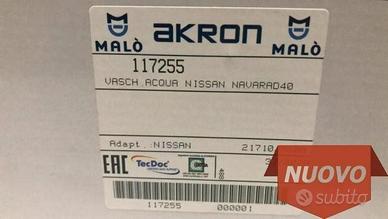 MALÒ akron MALÒ
117255
VASCH.ACQUA NISSAN NAVARAD40
Adapt.:NISSAN 21710
EAC TecDoc
117255 000001
NUOVO
subito